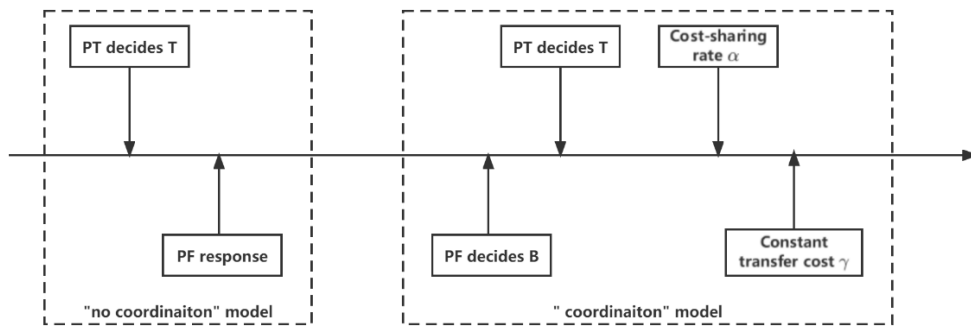 PT decides T
PT decides T
Cost-sharing
rate α
PF response
PF decides B
Constant
transfer cost γ
"no coordinaiton" model
" coordinaiton" model